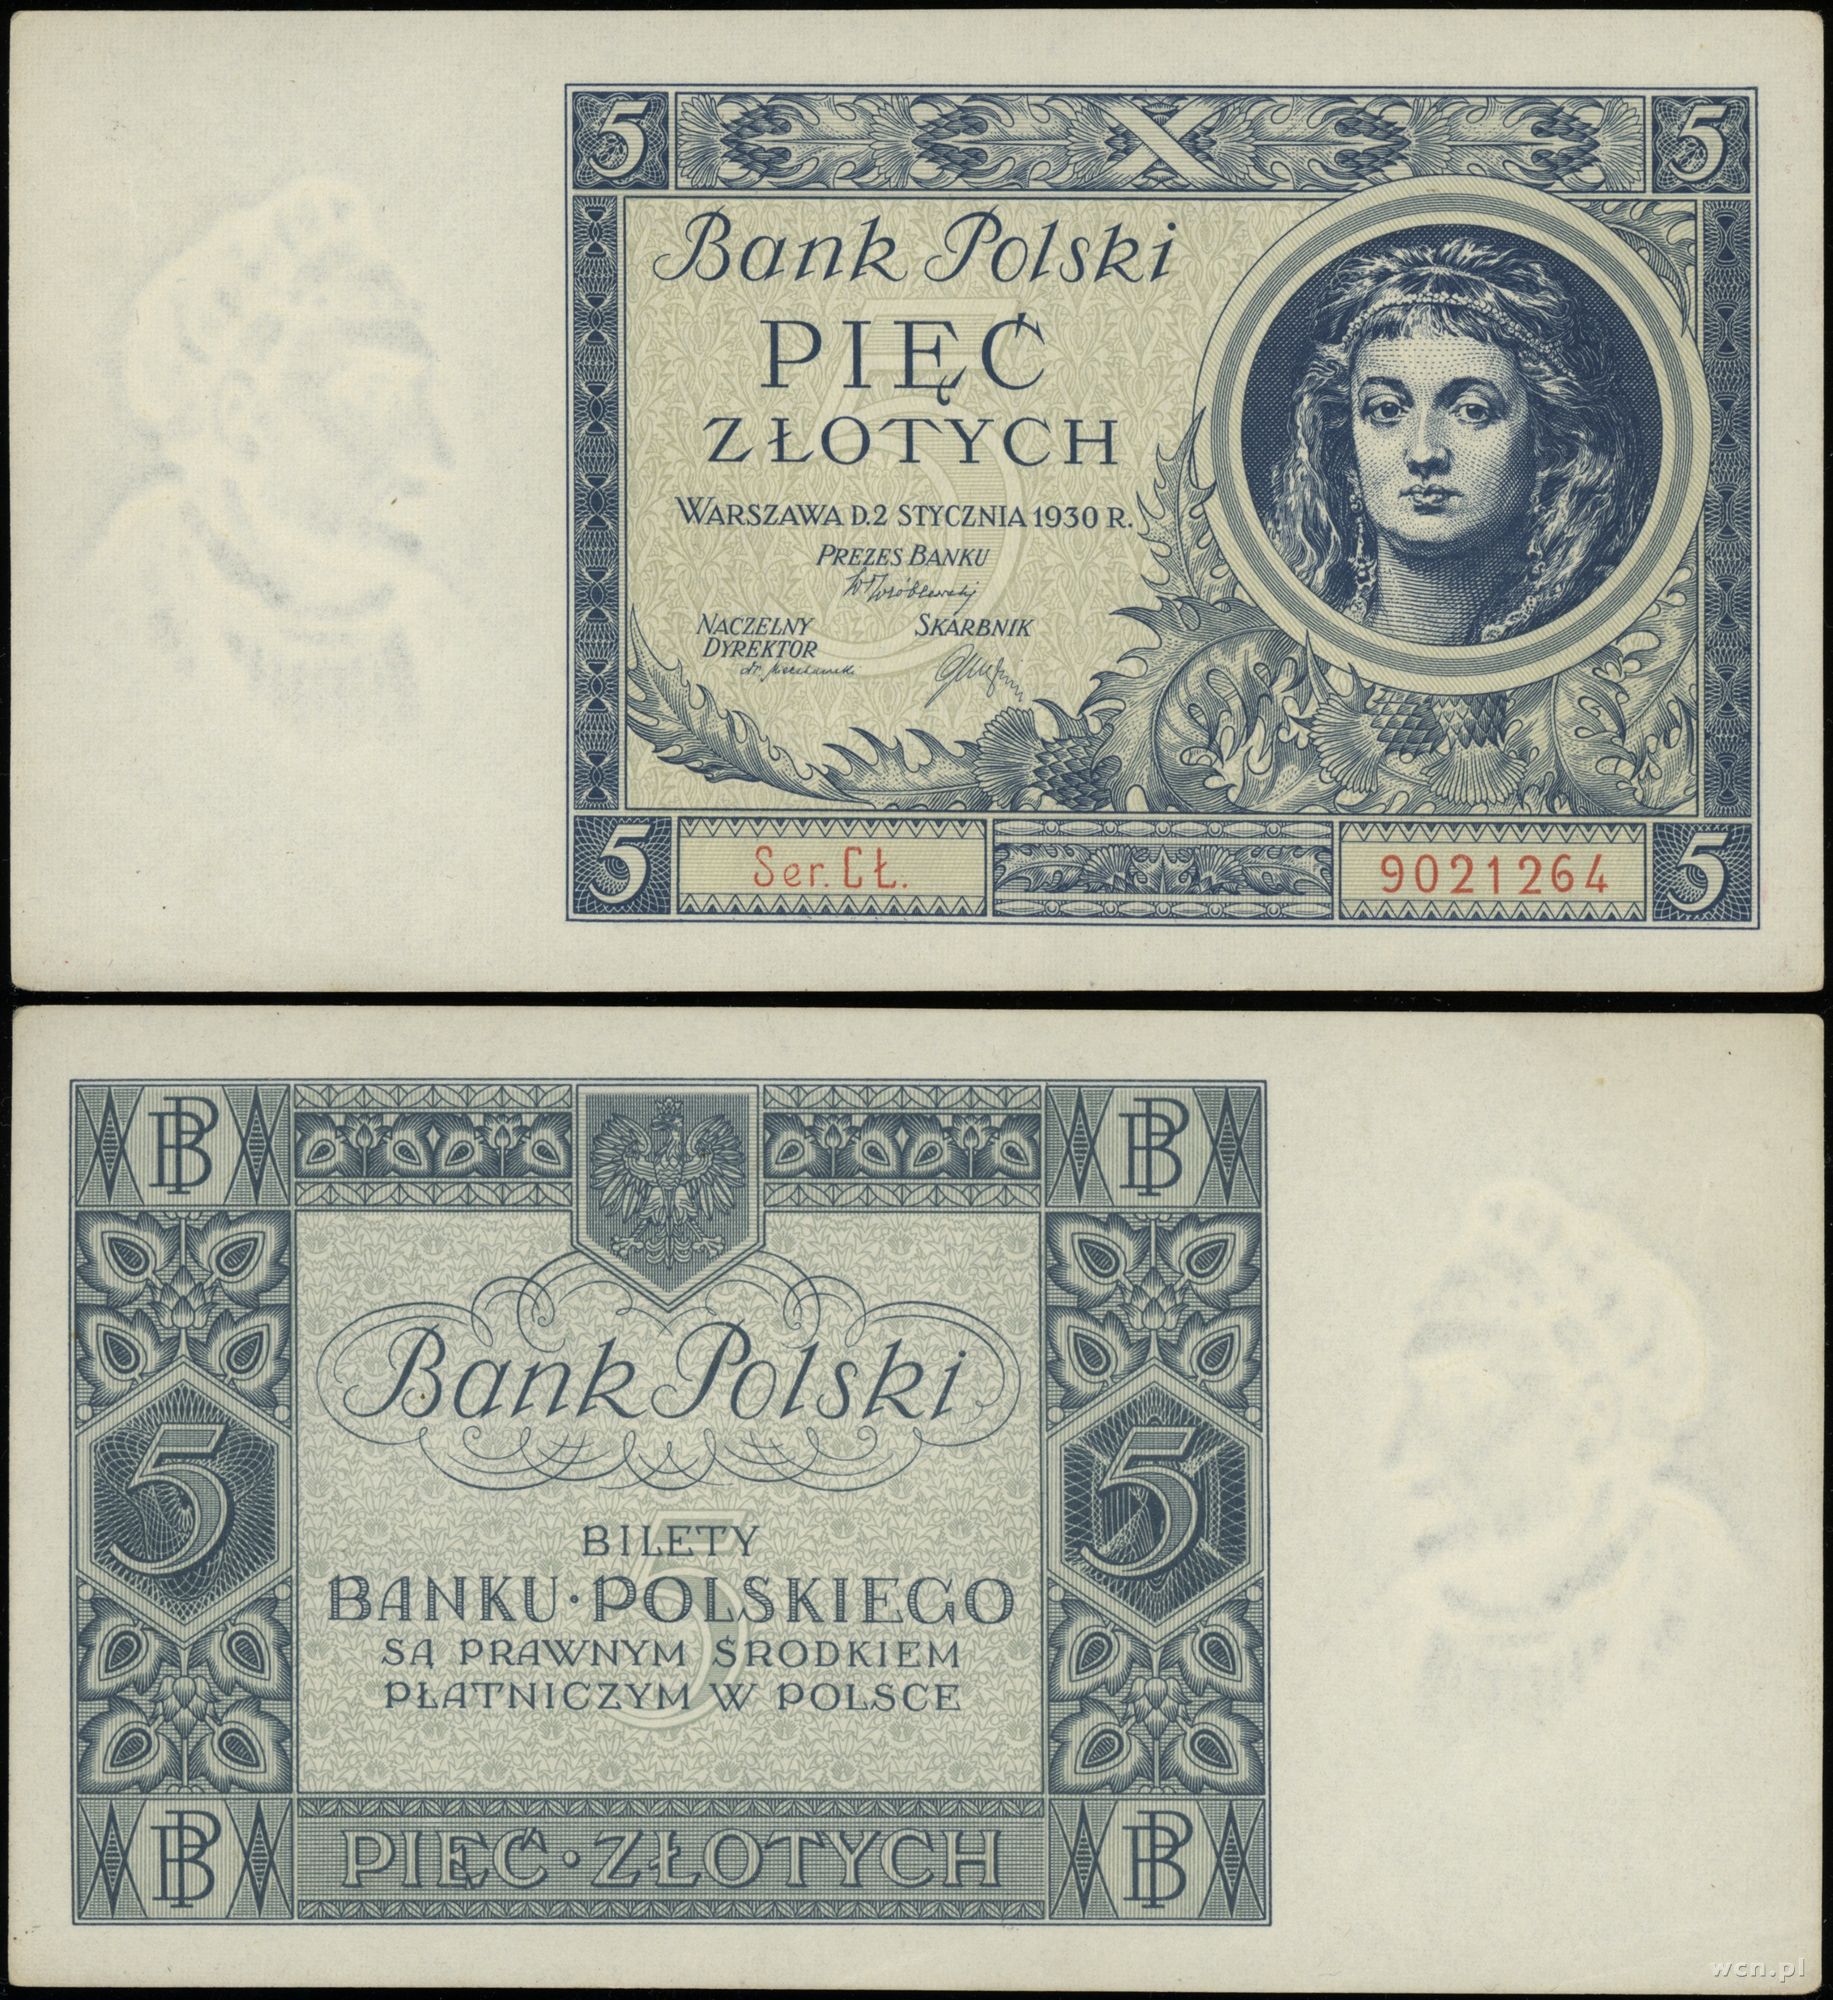 5 5
Bank Polski
PIĘĆ
ZŁOTYCH
WARSZAWA D. 2 STYCZNIA 1930 R.
PREZES BANKU
NACZELNY SKARBNIK
DYREKTOR
5 Ser. CŁ. 9021264 5
BP BP
Bank Polski
5 5
BILETY
BANKU·POLSKIEGO
SĄ PRAWNYM ŚRODKIEM
PŁATNICZYM W POLSCE
BP PIĘĆ·ZŁOTYCH BP
wcn.pl